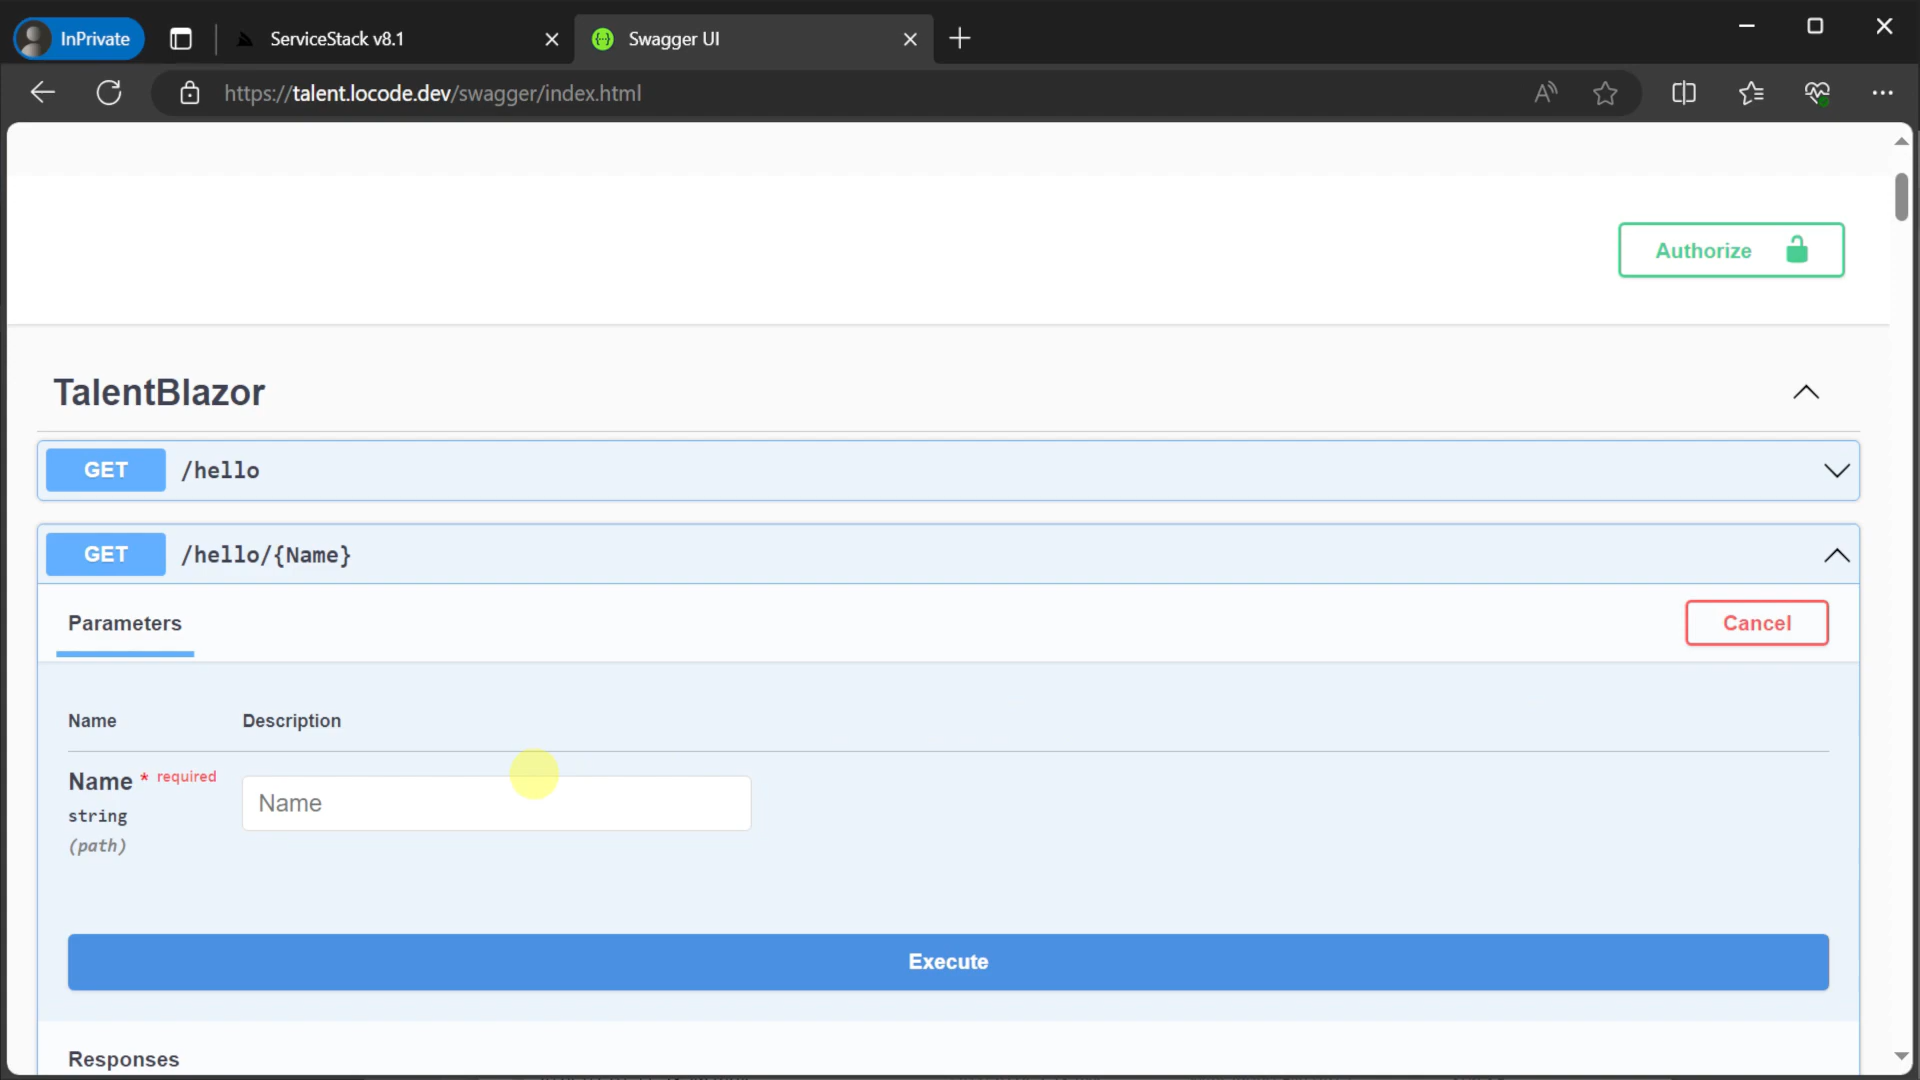 InPrivate
ServiceStack v8.1
Swagger UI
https://talent.locode.dev/swagger/index.html
Authorize
TalentBlazor
GET /hello
GET /hello/{Name}
Parameters
Cancel
Name Description
Name * required
string
(path)
Name
Execute
Responses